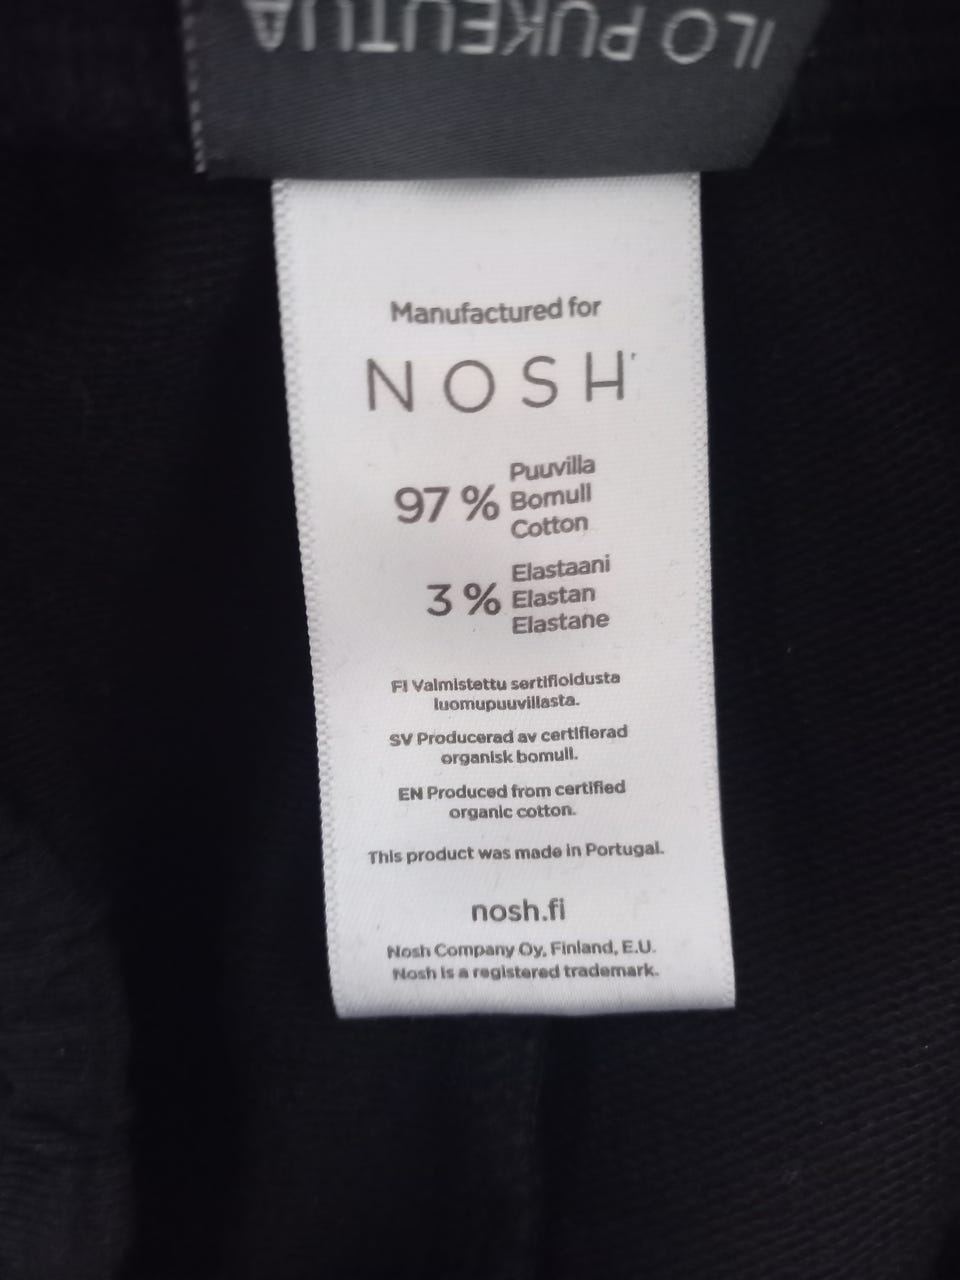 ILO PUKEUTUA
Manufactured for
NOSH
97 %
Puuvilla
Bomull
Cotton
3 %
Elastaani
Elastan
Elastane
FI Valmistettu sertifioidusta
luomupuuvillasta.
SV Producerad av certifierad
organisk bomull.
EN Produced from certified
organic cotton.
This product was made in Portugal.
nosh.fi
Nosh Company Oy, Finland, E.U.
Nosh is a registered trademark.